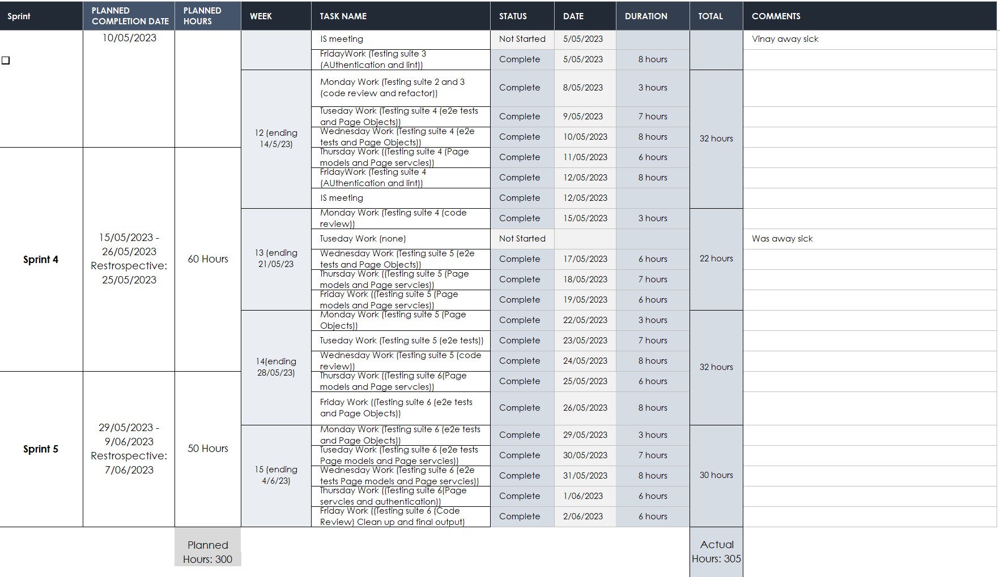 Sprint
PLANNED
COMPLETION DATE
PLANNED
HOURS
WEEK
TASK NAME
STATUS
DATE
DURATION
TOTAL
COMMENTS
10/05/2023
IS meeting
Not Started
5/05/2023
Vinay away sick
FridayWork (Testing suite 3
(AUthentication and lint))
Complete
5/05/2023
8 hours
12 (ending
14/5/23)
Monday Work (Testing suite 2 and 3
(code review and refactor))
Complete
8/05/2023
3 hours
32 hours
Tuseday Work (Testing suite 4 (e2e tests
and Page Objects))
Complete
9/05/2023
7 hours
Wednesday Work (Testing suite 4 (e2e
tests and Page Objects))
Complete
10/05/2023
8 hours
Thursday Work ((Testing suite 4 (Page
models and Page servcies))
Complete
11/05/2023
6 hours
FridayWork (Testing suite 4
(AUthentication and lint))
Complete
12/05/2023
8 hours
IS meeting
Complete
12/05/2023
Sprint 4
15/05/2023 -
26/05/2023
Restrospective:
25/05/2023
60 Hours
13 (ending
21/05/23
Monday Work (Testing suite 4 (code
review))
Complete
15/05/2023
3 hours
22 hours
Tuseday Work (none)
Not Started
Was away sick
Wednesday Work (Testing suite 5 (e2e
tests and Page Objects))
Complete
17/05/2023
6 hours
Thursday Work ((Testing suite 5 (Page
models and Page servcies))
Complete
18/05/2023
7 hours
Friday Work ((Testing suite 5 (Page
models and Page servcies))
Complete
19/05/2023
6 hours
14(ending
28/05/23)
Monday Work (Testing suite 5 (Page
Objects))
Complete
22/05/2023
3 hours
32 hours
Tuseday Work (Testing suite 5 (e2e tests))
Complete
23/05/2023
7 hours
Wednesday Work (Testing suite 5 (code
review))
Complete
24/05/2023
8 hours
Thursday Work ((Testing suite 6(Page
models and Page servcies))
Complete
25/05/2023
6 hours
Friday Work ((Testing suite 6 (e2e tests
and Page Objects))
Complete
26/05/2023
8 hours
Sprint 5
29/05/2023 -
9/06/2023
Restrospective:
7/06/2023
50 Hours
15 (ending
4/6/23)
Monday Work (Testing suite 6 (e2e tests
and Page Objects))
Complete
29/05/2023
3 hours
30 hours
Tuseday Work (Testing suite 6 (e2e tests
Page models and Page servcies))
Complete
30/05/2023
7 hours
Wednesday Work (Testing suite 6 (e2e
tests Page models and Page servcies))
Complete
31/05/2023
8 hours
Thursday Work ((Testing suite 6(Page
servcies and authentication))
Complete
1/06/2023
6 hours
Friday Work ((Testing suite 6 (Code
Review) Clean up and final output)
Complete
2/06/2023
6 hours
Planned
Hours: 300
Actual
Hours: 305